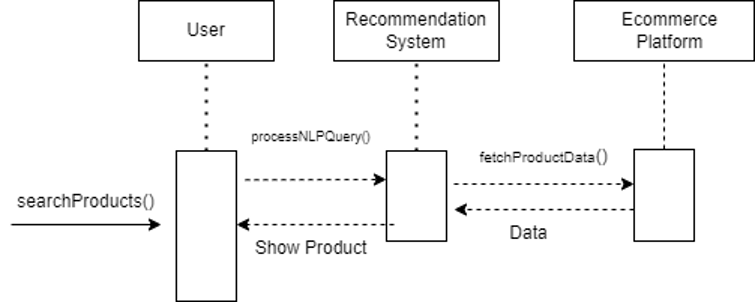 User
Recommendation
System
Ecommerce
Platform
processNLPQuery()
fetchProductData()
searchProducts()
Show Product
Data